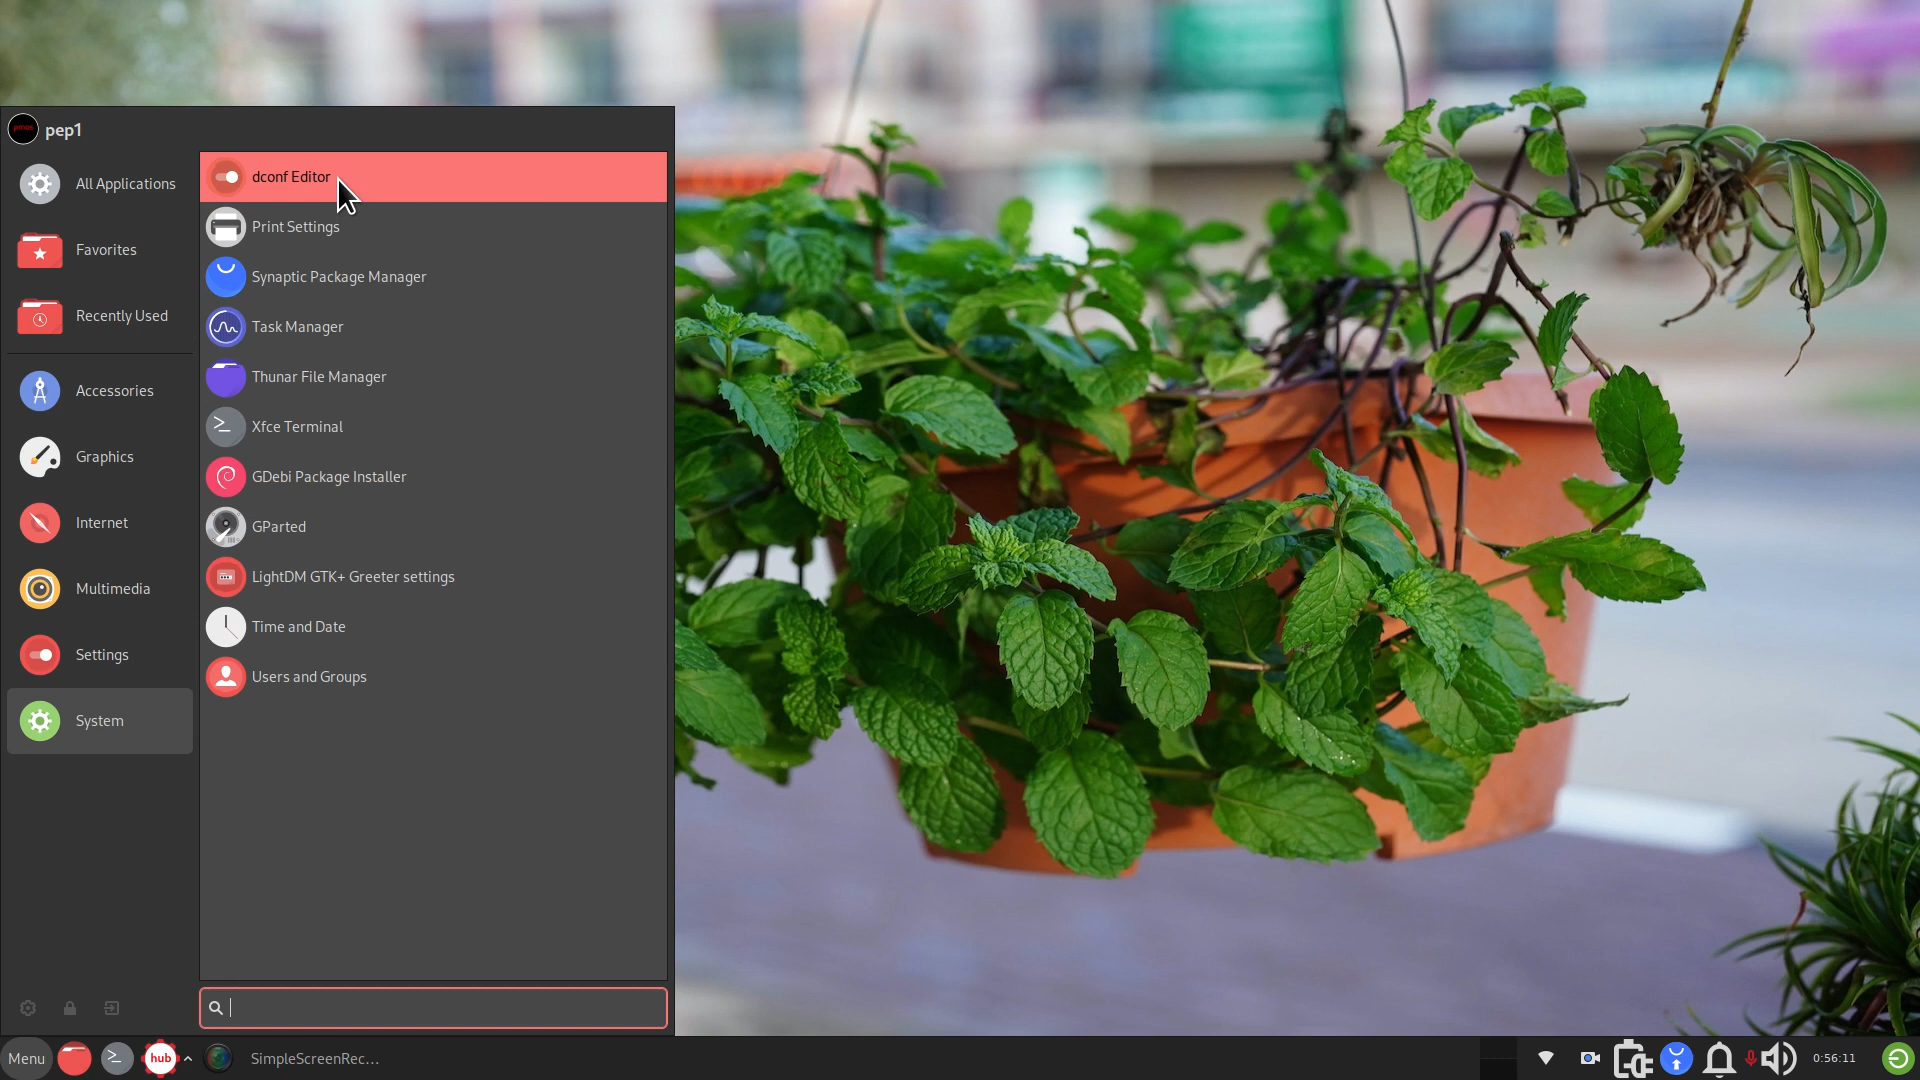 pep1
All Applications
Favorites
Recently Used
Accessories
Graphics
Internet
Multimedia
Settings
System
dconf Editor
Print Settings
Synaptic Package Manager
Task Manager
Thunar File Manager
Xfce Terminal
GDebi Package Installer
GParted
LightDM GTK+ Greeter settings
Time and Date
Users and Groups
Menu
hub
SimpleScreenRec...
0:56:11